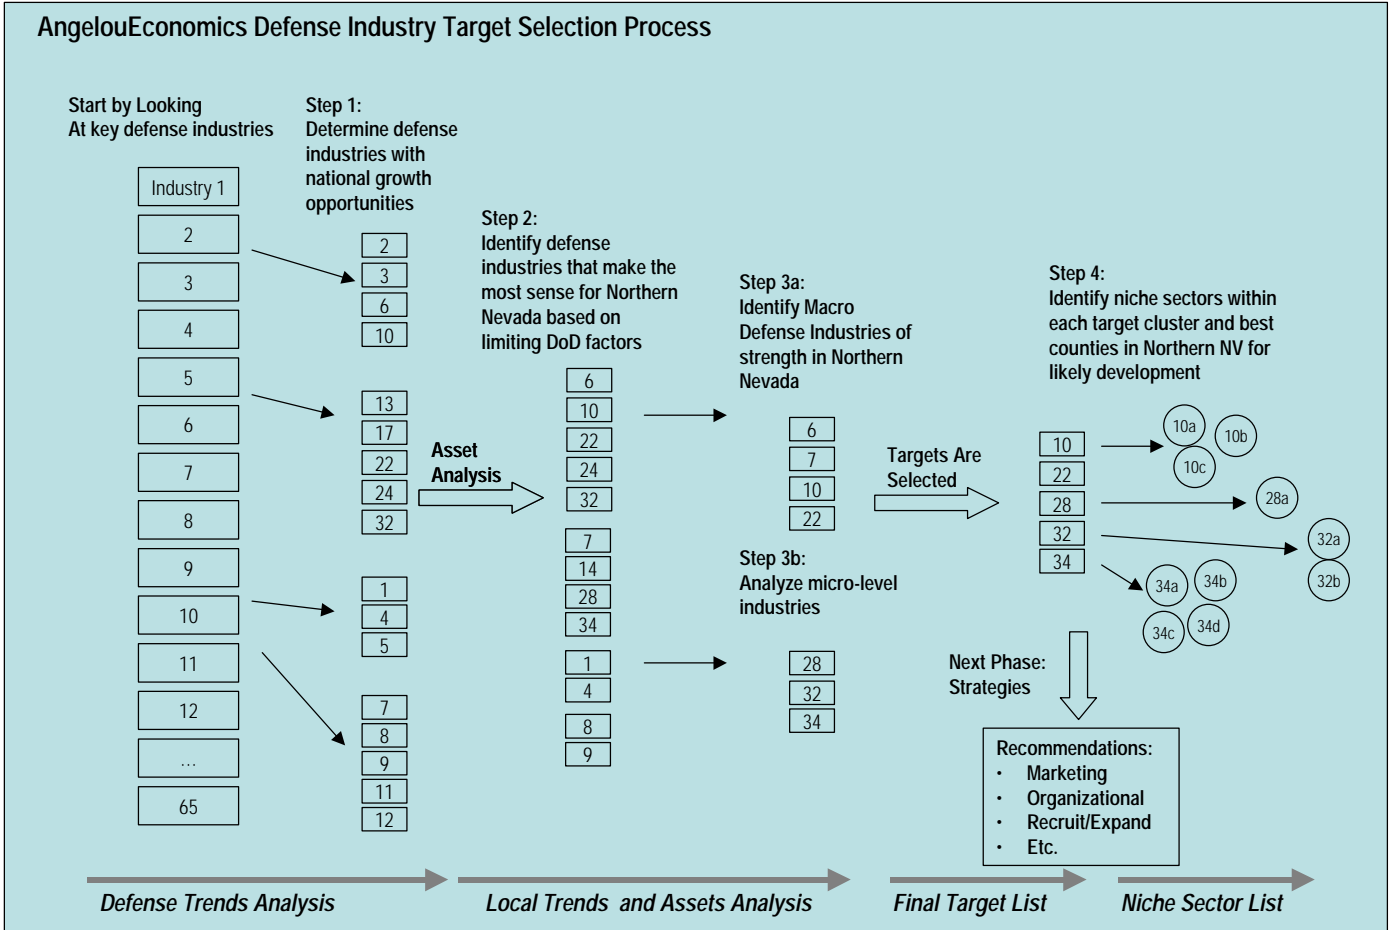 AngelouEconomics Defense Industry Target Selection Process
Start by Looking
At key defense industries
Industry 1
2
3
4
5
6
7
8
9
10
11
12
...
65
Step 1:
Determine defense
industries with
national growth
opportunities
2
3
6
10
13
17
22
24
32
1
4
5
7
8
9
11
12
Asset
Analysis
Step 2:
Identify defense
industries that make the
most sense for Northern
Nevada based on
limiting DoD factors
6
10
22
24
32
7
14
28
34
1
4
8
9
Step 3a:
Identify Macro
Defense Industries of
strength in Northern
Nevada
6
7
10
22
Step 3b:
Analyze micro-level
industries
28
32
34
Targets Are
Selected
Step 4:
Identify niche sectors within
each target cluster and best
counties in Northern NV for
likely development
10
22
28
32
34
10a
10b
10c
28a
32a
32b
34a
34b
34c
34d
Next Phase:
Strategies
Recommendations:
• Marketing
• Organizational
• Recruit/Expand
• Etc.
Defense Trends Analysis
Local Trends and Assets Analysis
Final Target List
Niche Sector List